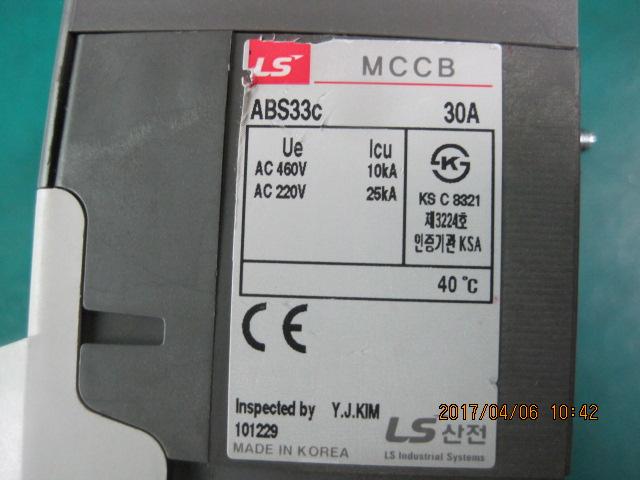 LS MCCB
ABS33c 30A
Ue Icu
AC 460V 10kA
AC 220V 25kA
K
KS C 8321
제3224호
인증기관 KSA
40 °C
CE
Inspected by Y.J.KIM
101229
MADE IN KOREA
LS산전
LS Industrial Systems
2017/04/06 10:42